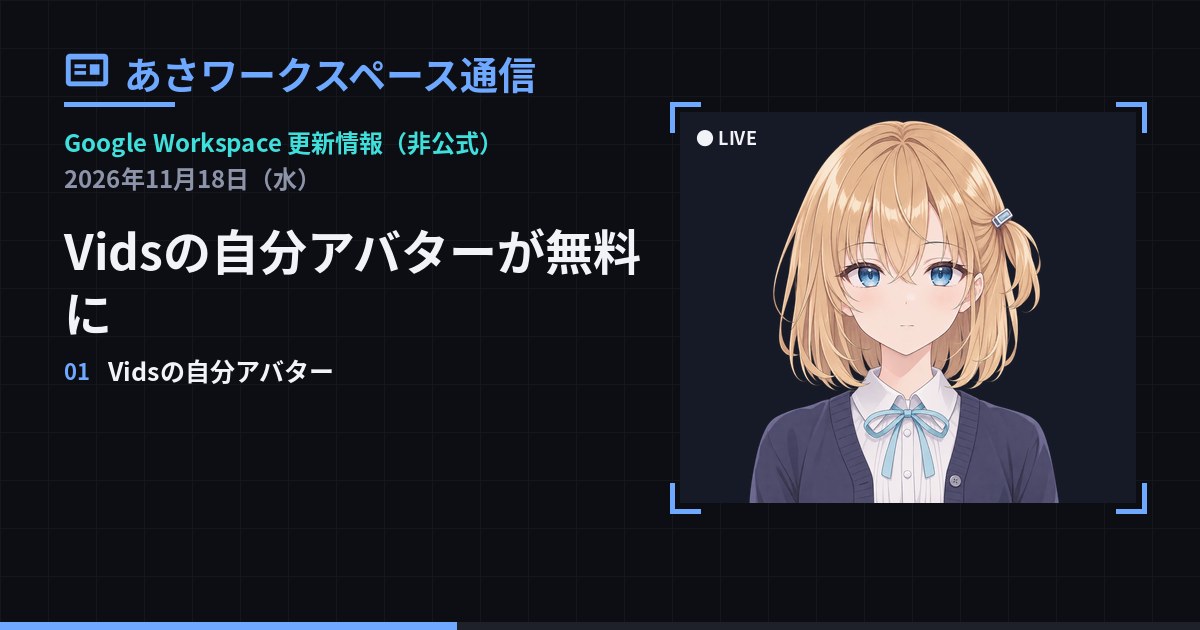 あさワークスペース通信
Google Workspace 更新情報（非公式）
2026年11月18日（水）
Vidsの自分アバターが無料
に
01 Vidsの自分アバター
LIVE